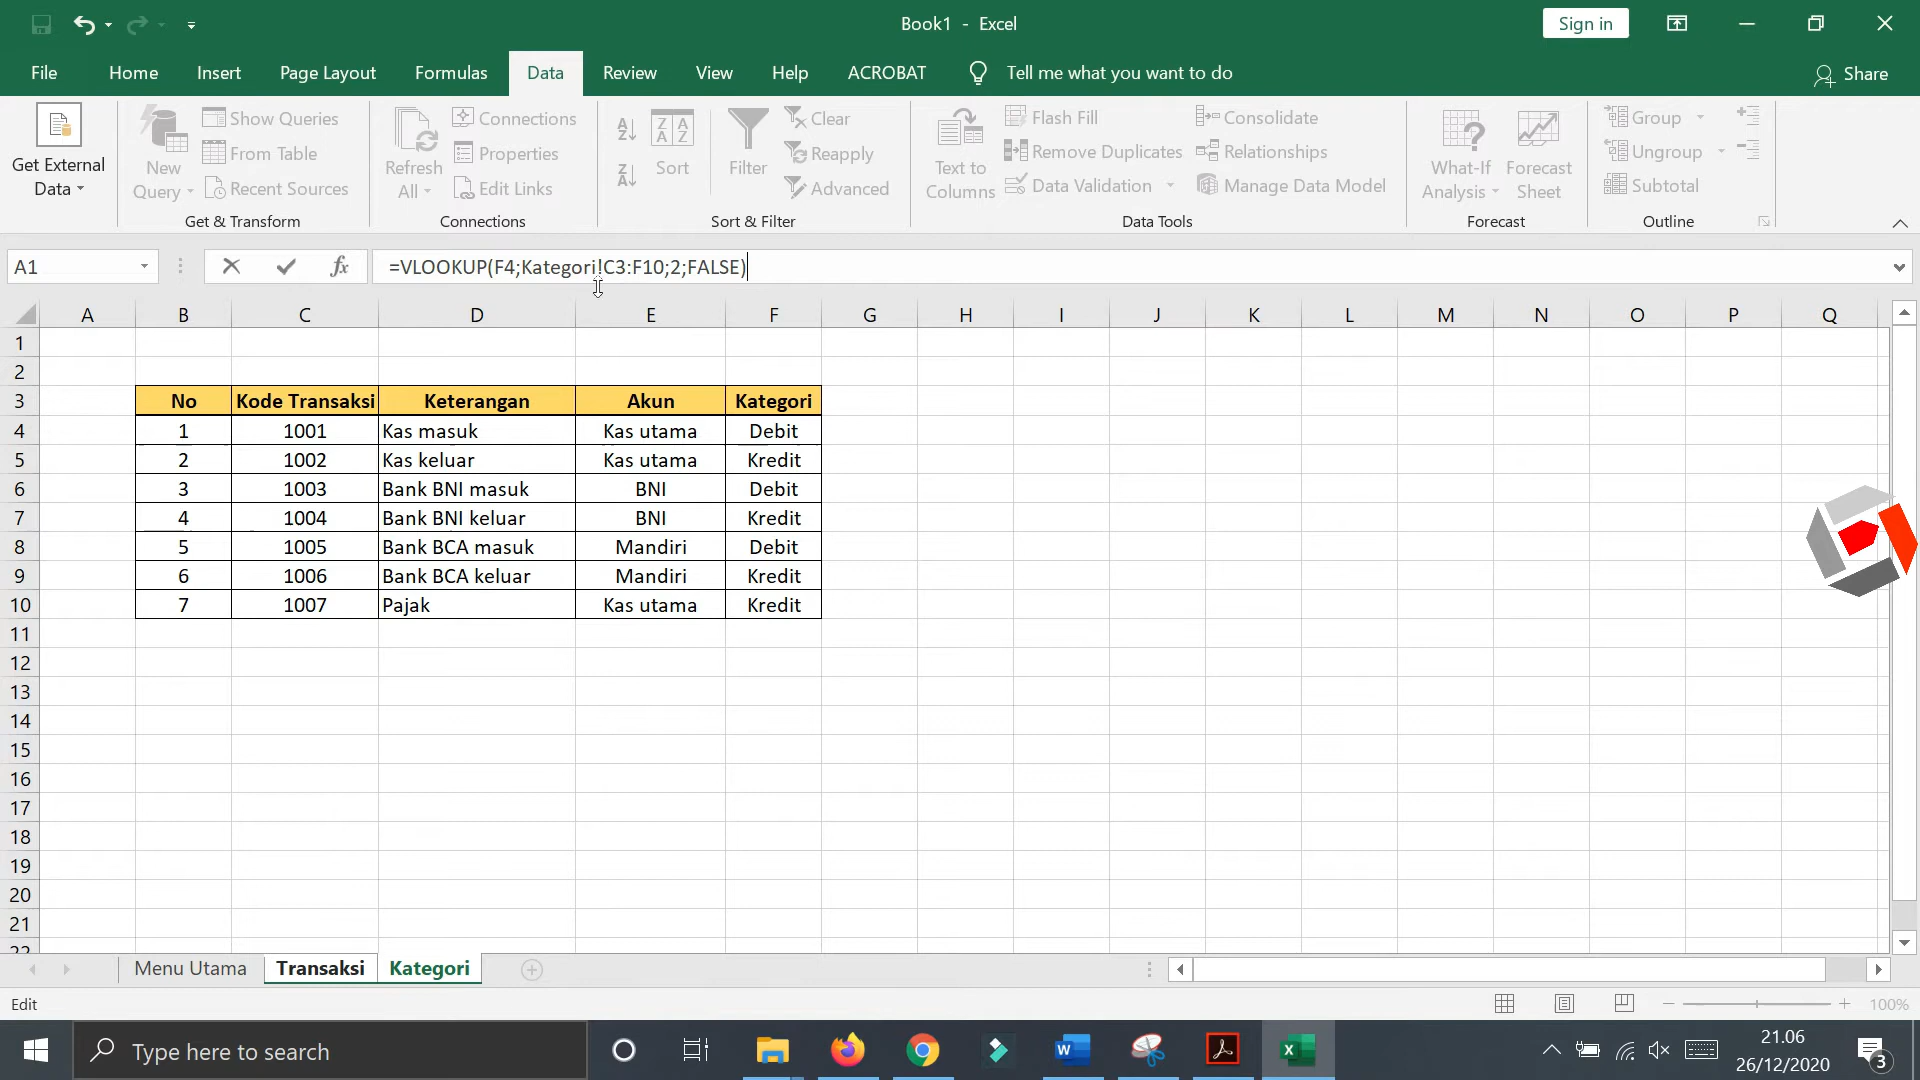 Book1 - Excel
Sign in
File Home Insert Page Layout Formulas Data Review View Help ACROBAT Tell me what you want to do Share
Get External Data
New Query
Show Queries
From Table
Recent Sources
Get & Transform
Refresh All
Connections
Properties
Edit Links
Connections
Sort
Filter
Clear
Reapply
Advanced
Sort & Filter
Text to Columns
Flash Fill
Remove Duplicates
Data Validation
Consolidate
Relationships
Manage Data Model
Data Tools
What-If Analysis
Forecast Sheet
Forecast
Group
Ungroup
Subtotal
Outline
A1 fx =VLOOKUP(F4;Kategori!C3:F10;2;FALSE)
A B C D E F G H I J K L M N O P Q
1
2
3 No Kode Transaksi Keterangan Akun Kategori
4 1 1001 Kas masuk Kas utama Debit
5 2 1002 Kas keluar Kas utama Kredit
6 3 1003 Bank BNI masuk BNI Debit
7 4 1004 Bank BNI keluar BNI Kredit
8 5 1005 Bank BCA masuk Mandiri Debit
9 6 1006 Bank BCA keluar Mandiri Kredit
10 7 1007 Pajak Kas utama Kredit
11
12
13
14
15
16
17
18
19
20
21
22
Menu Utama Transaksi Kategori
Edit 100%
Type here to search
21.06
26/12/2020
3